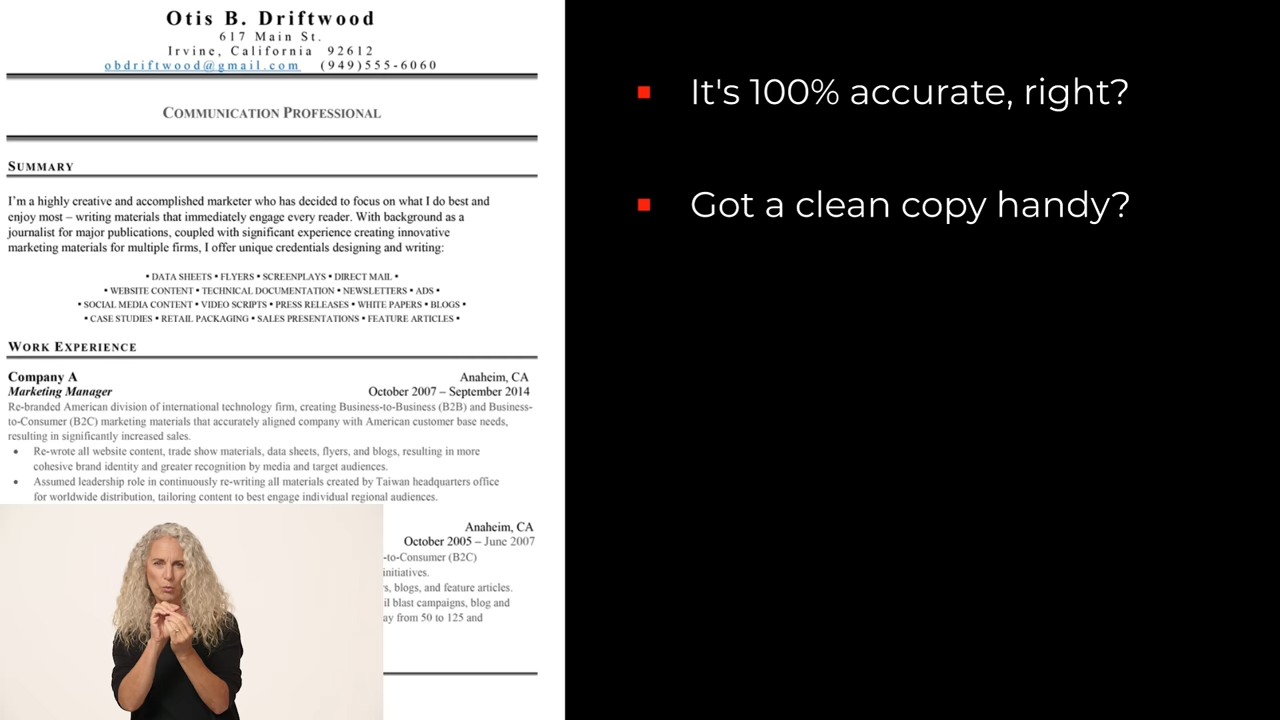 Otis B. Driftwood
617 Main St.
Irvine, California 92612
obdriftwood@gmail.com (949)555-6060
COMMUNICATION PROFESSIONAL
SUMMARY
I'm a highly creative and accomplished marketer who has decided to focus on what I do best and
enjoy most – writing materials that immediately engage every reader. With background as a
journalist for major publications, coupled with significant experience creating innovative
marketing materials for multiple firms, I offer unique credentials designing and writing:
• DATA SHEETS • FLYERS • SCREENPLAYS • DIRECT MAIL •
• WEBSITE CONTENT • TECHNICAL DOCUMENTATION • NEWSLETTERS • ADS •
• SOCIAL MEDIA CONTENT • VIDEO SCRIPTS • PRESS RELEASES • WHITE PAPERS • BLOGS •
• CASE STUDIES • RETAIL PACKAGING • SALES PRESENTATIONS • FEATURE ARTICLES •
WORK EXPERIENCE
Company A Anaheim, CA
Marketing Manager October 2007 – September 2014
Re-branded American division of international technology firm, creating Business-to-Business (B2B) and Business-
to-Consumer (B2C) marketing materials that accurately aligned company with American customer base needs,
resulting in significantly increased sales.
• Re-wrote all website content, trade show materials, data sheets, flyers, and blogs, resulting in more
cohesive brand identity and greater recognition by media and target audiences.
• Assumed leadership role in continuously re-writing all materials created by Taiwan headquarters office
for worldwide distribution, tailoring content to best engage individual regional audiences.
Anaheim, CA
October 2005 – June 2007
-to-Consumer (B2C)
initiatives.
s, blogs, and feature articles.
il blast campaigns, blog and
ay from 50 to 125 and
It's 100% accurate, right?
Got a clean copy handy?